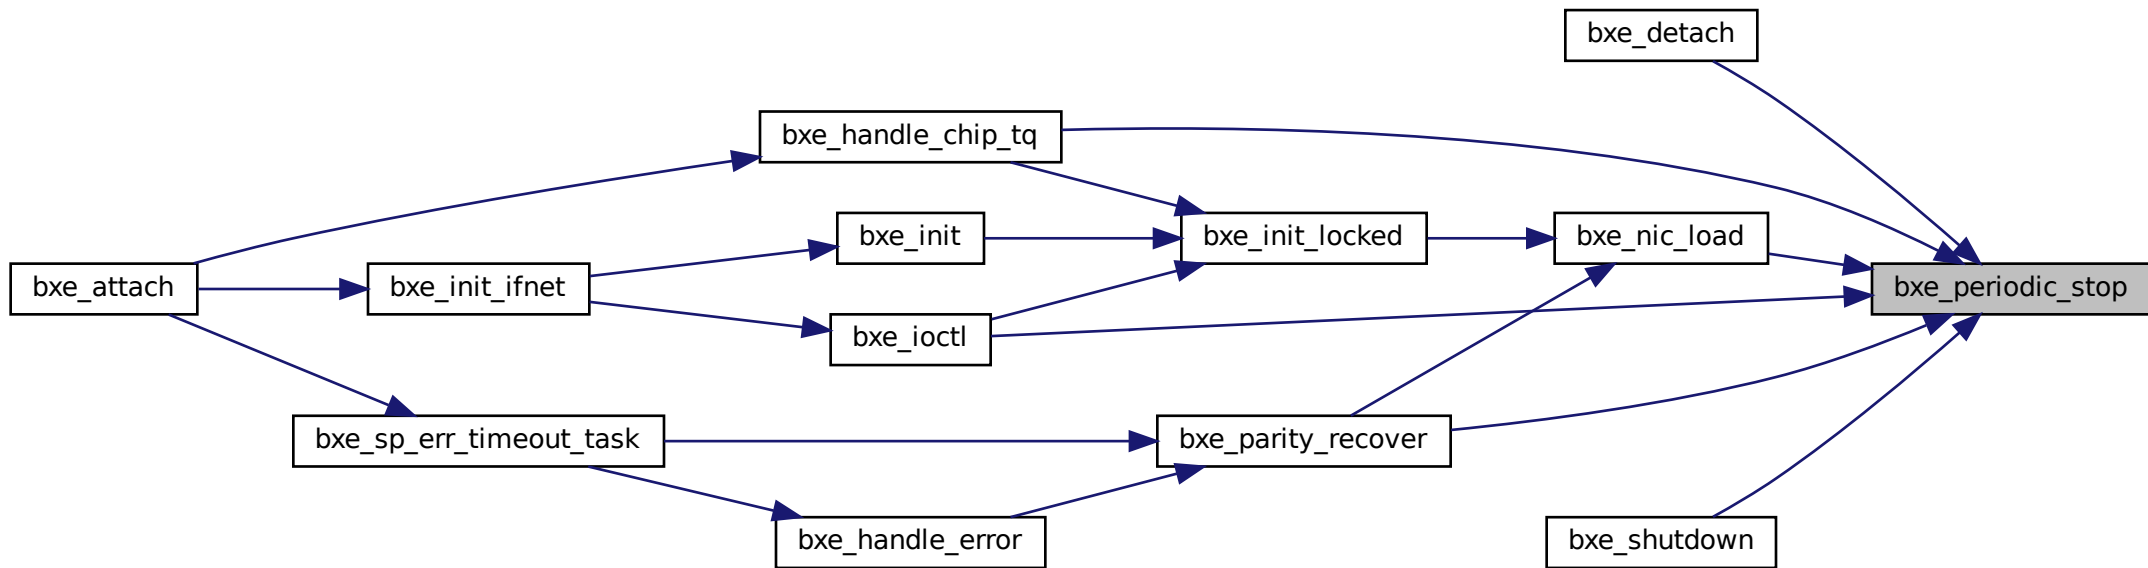 bxe_detach
bxe_handle_chip_tq
bxe_init
bxe_init_locked
bxe_nic_load
bxe_attach
bxe_init_ifnet
bxe_periodic_stop
bxe_ioctl
bxe_sp_err_timeout_task
bxe_parity_recover
bxe_handle_error
bxe_shutdown